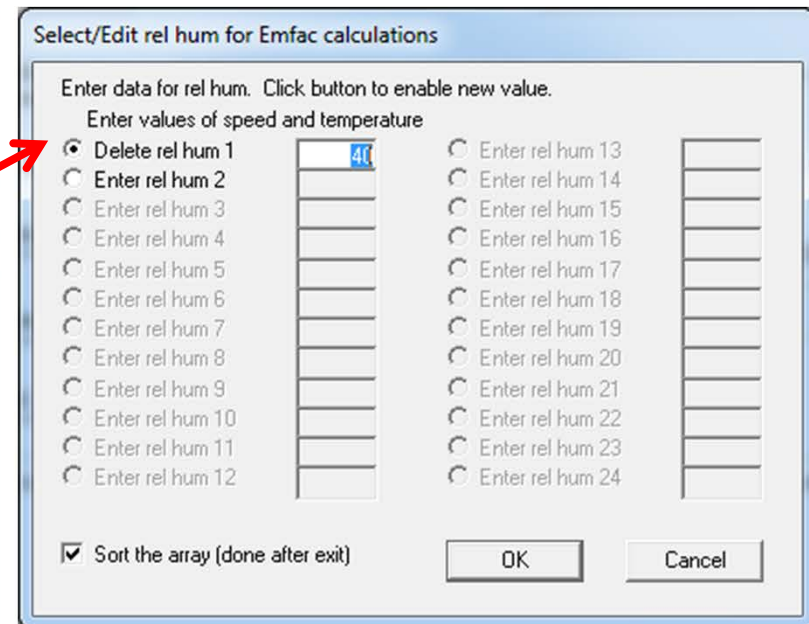 Select/Edit rel hum for Emfac calculations
Enter data for rel hum. Click button to enable new value.
Enter values of speed and temperature
Delete rel hum 1 40
Enter rel hum 2
Enter rel hum 3
Enter rel hum 4
Enter rel hum 5
Enter rel hum 6
Enter rel hum 7
Enter rel hum 8
Enter rel hum 9
Enter rel hum 10
Enter rel hum 11
Enter rel hum 12
Enter rel hum 13
Enter rel hum 14
Enter rel hum 15
Enter rel hum 16
Enter rel hum 17
Enter rel hum 18
Enter rel hum 19
Enter rel hum 20
Enter rel hum 21
Enter rel hum 22
Enter rel hum 23
Enter rel hum 24
Sort the array (done after exit)
OK
Cancel